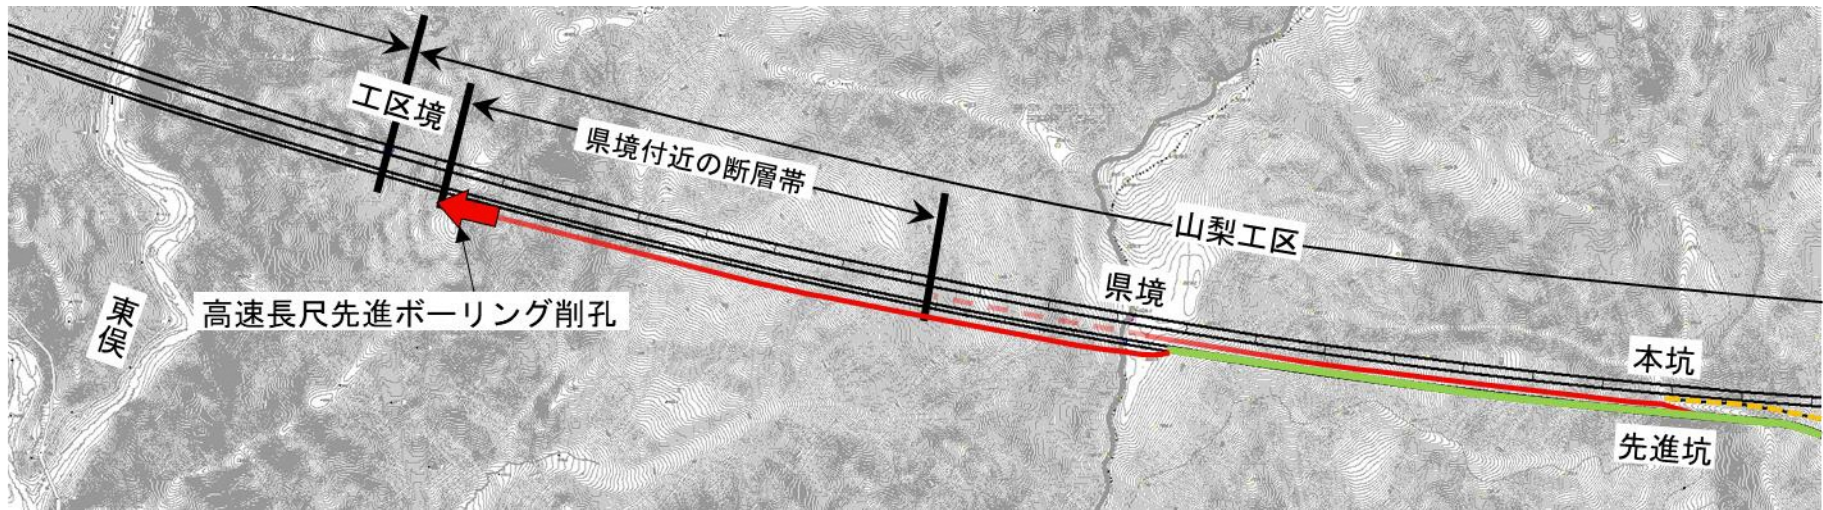 工区境
県境付近の断層帯
山梨工区
県境
東俣
高速長尺先進ボーリング削孔
本坑
先進坑